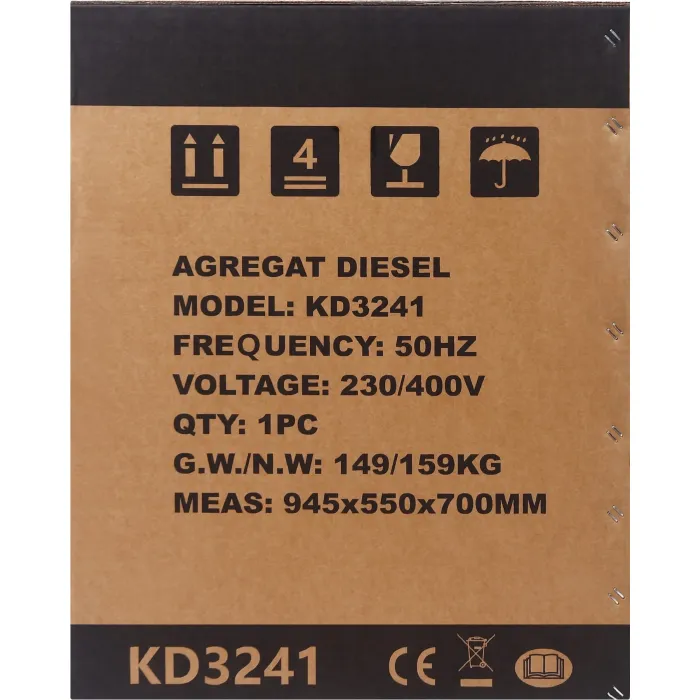 4
AGREGAT DIESEL
MODEL: KD3241
FREQUENCY: 50HZ
VOLTAGE: 230/400V
QTY: 1PC
G.W./N.W: 149/159KG
MEAS: 945x550x700MM
KD3241 CE